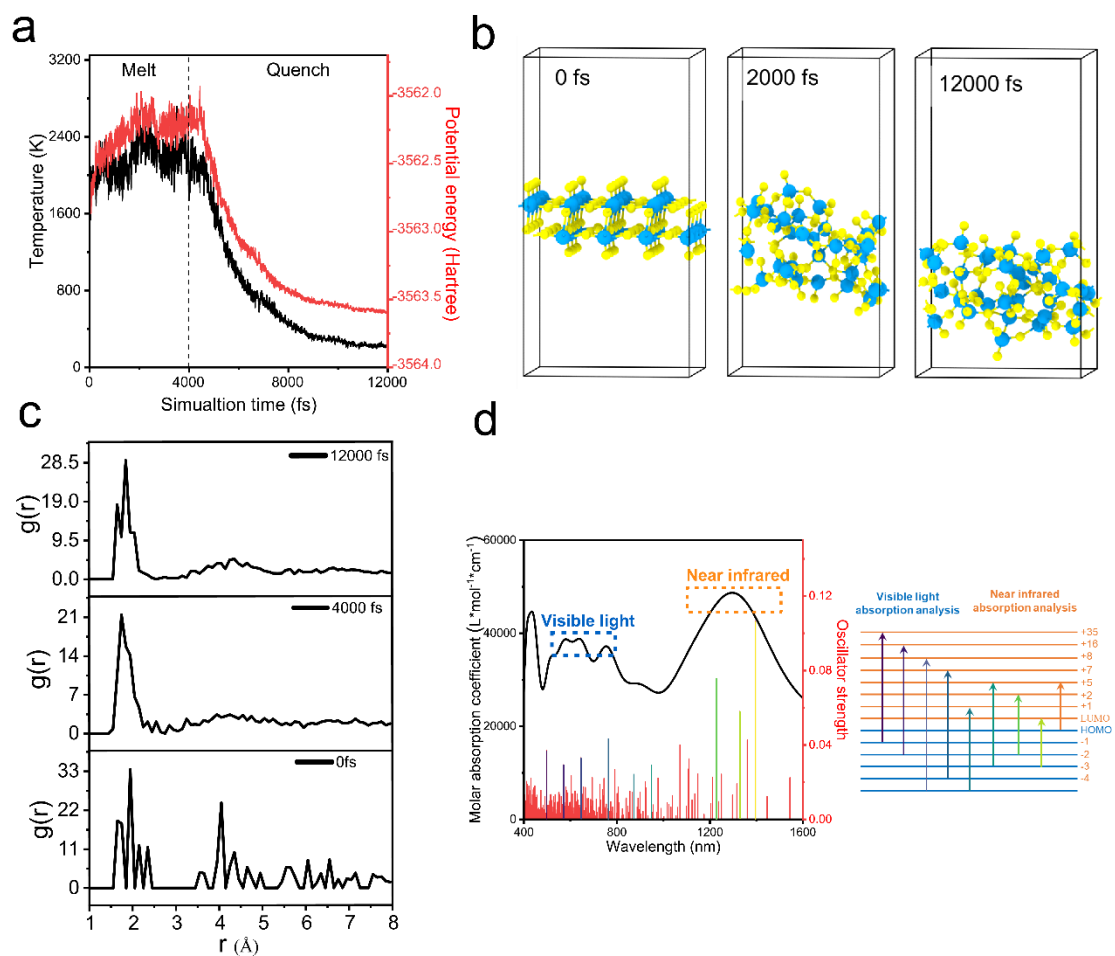 a
3200
2400
1600
800
0
Temperature (K)
Melt
Quench
-3562.0
-3562.5
-3563.0
-3563.5
-3564.0
Potential energy (Hartree)
0
4000
8000
12000
Simualtion time (fs)
b
0 fs
2000 fs
12000 fs
c
12000 fs
28.5
19.0
9.5
0.0
g(r)
4000 fs
21
14
7
0
g(r)
0fs
33
22
11
0
g(r)
1 2 3 4 5 6 7 8
r (Å)
d
60000
40000
20000
0
Molar absorption coefficient (L*mol⁻¹*cm⁻¹)
Visible light
Near infrared
0.12
0.08
0.04
0.00
Oscillator strength
400
800
1200
1600
Wavelength (nm)
Visible light
absorption analysis
Near infrared
absorption analysis
+35
+16
+8
+7
+5
+2
+1
LUMO
HOMO
-1
-2
-3
-4